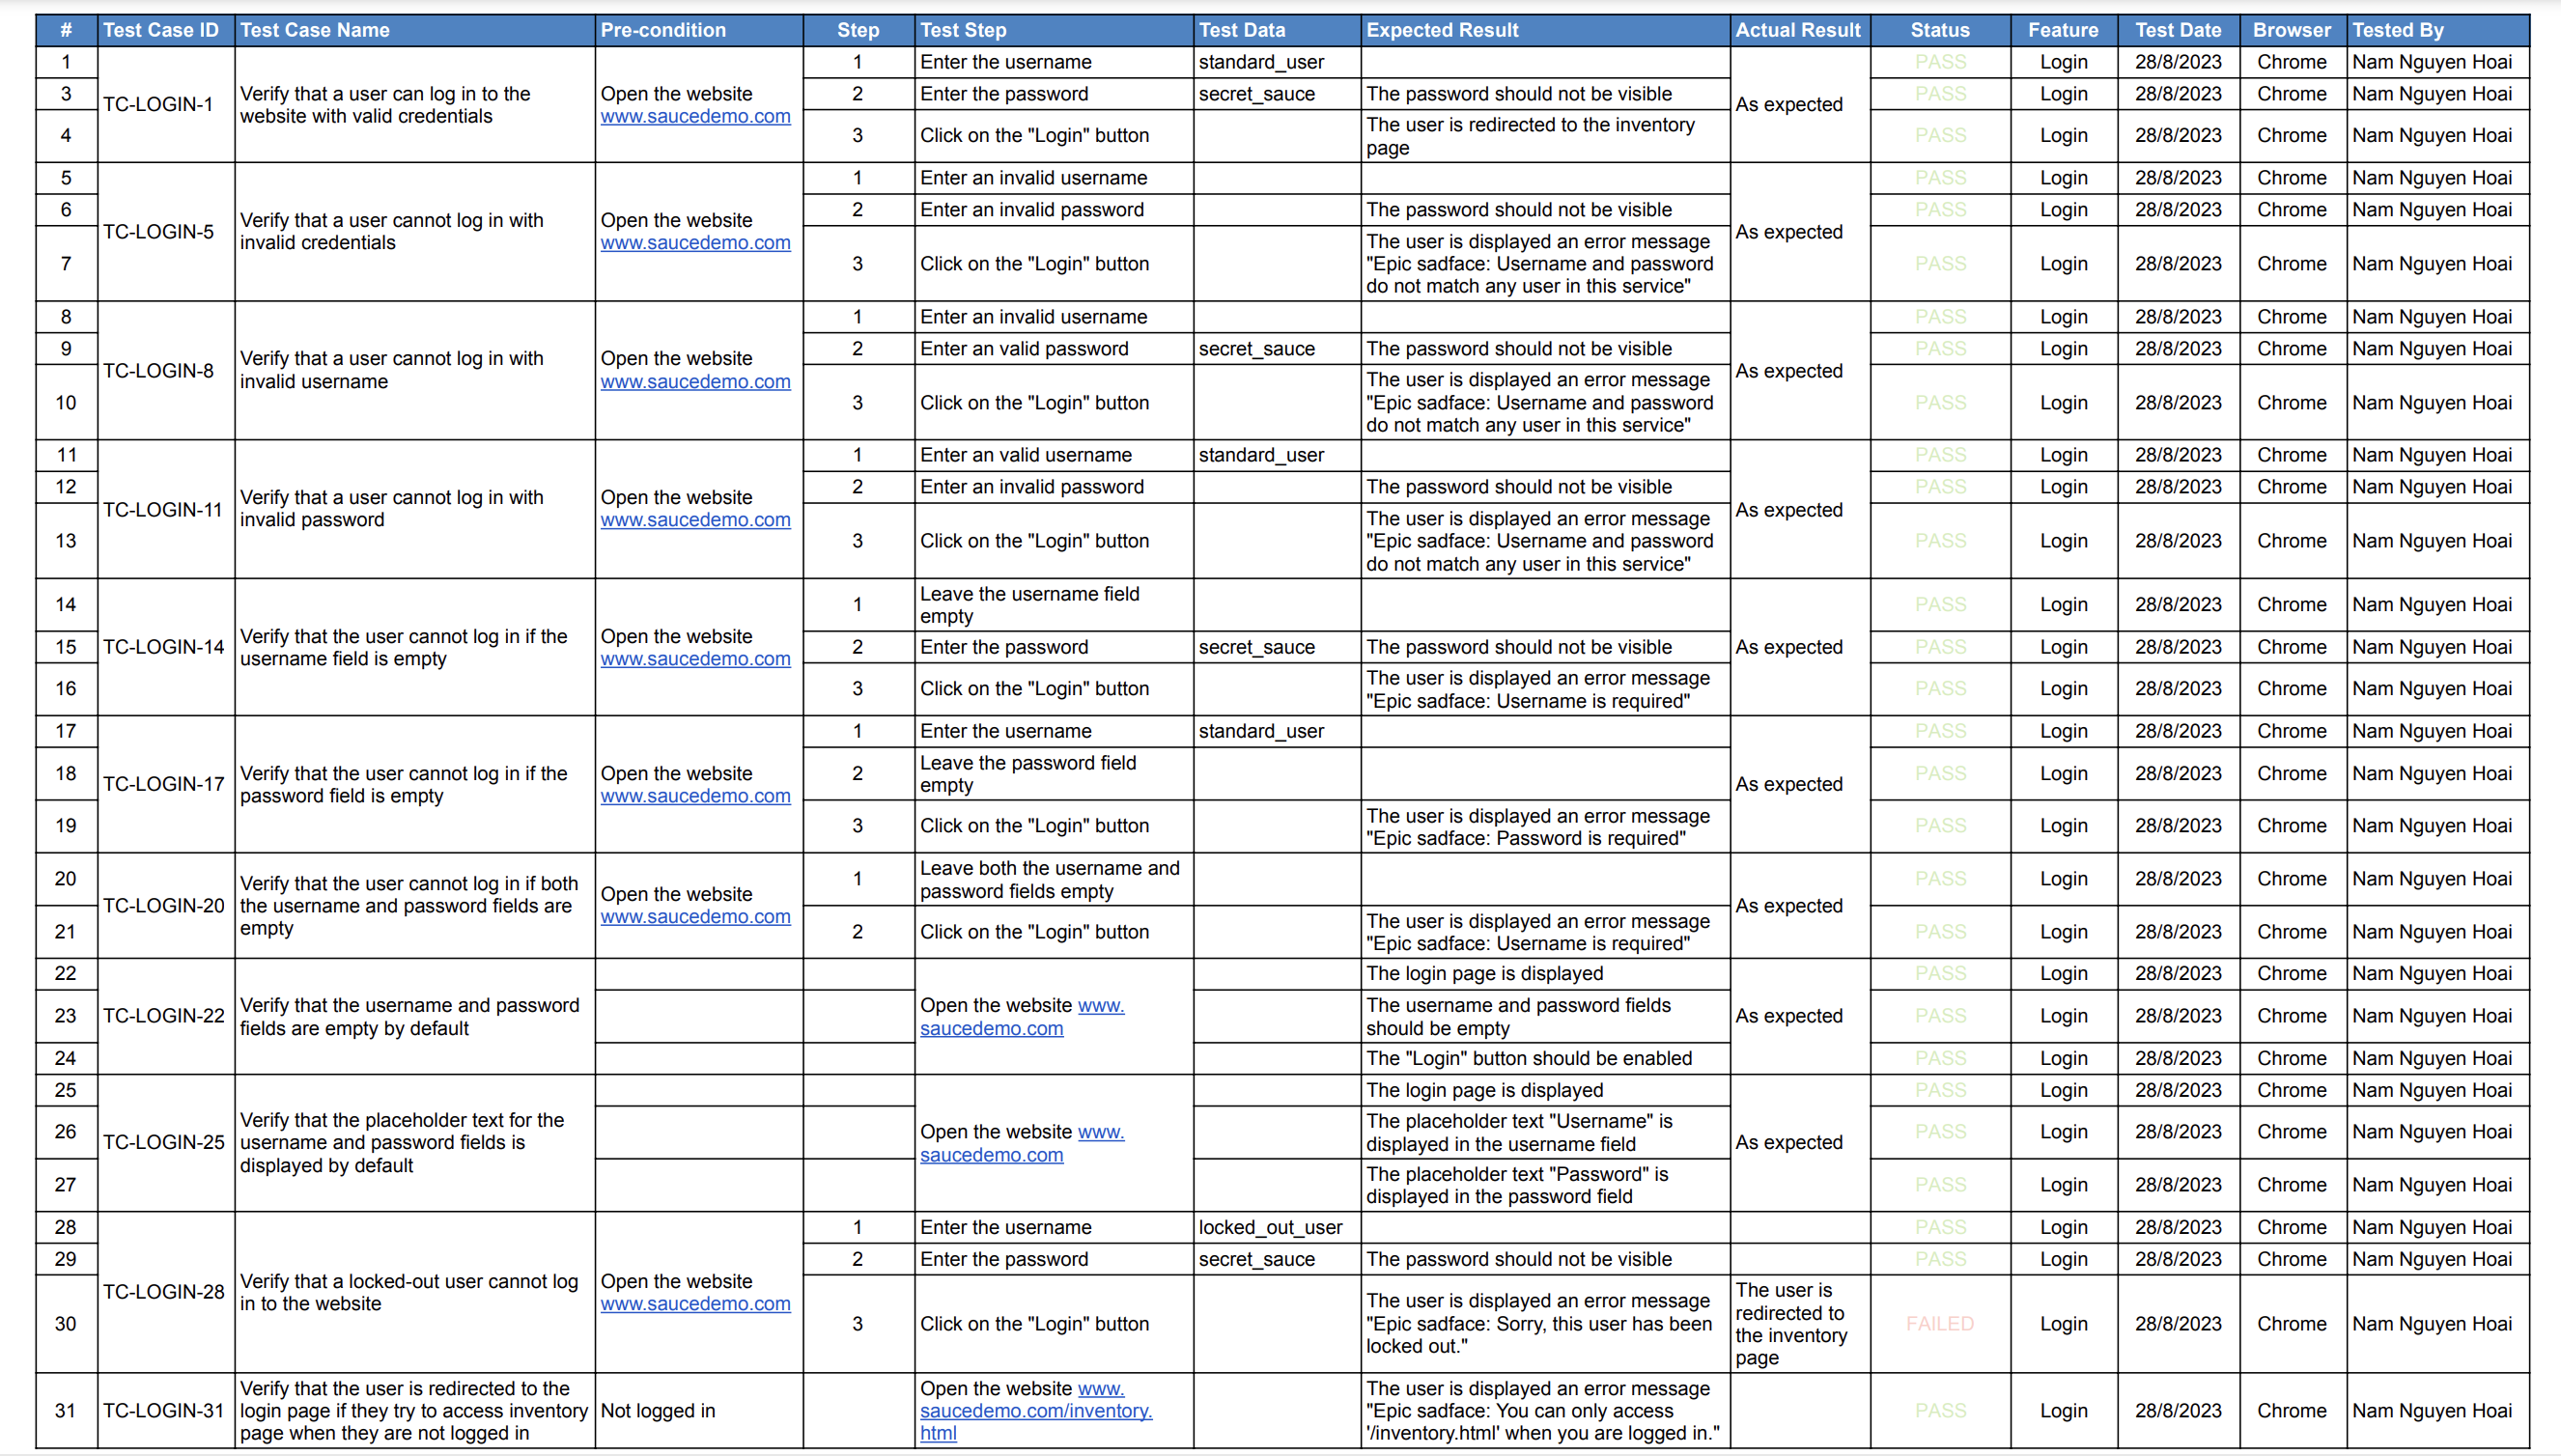 # Test Case ID Test Case Name Pre-condition Step Test Step Test Data Expected Result Actual Result Status Feature Test Date Browser Tested By
1 TC-LOGIN-1 Verify that a user can log in to the website with valid credentials Open the website www.saucedemo.com 1 Enter the username standard_user As expected PASS Login 28/8/2023 Chrome Nam Nguyen Hoai
3 2 Enter the password secret_sauce The password should not be visible PASS Login 28/8/2023 Chrome Nam Nguyen Hoai
4 3 Click on the "Login" button The user is redirected to the inventory page PASS Login 28/8/2023 Chrome Nam Nguyen Hoai
5 TC-LOGIN-5 Verify that a user cannot log in with invalid credentials Open the website www.saucedemo.com 1 Enter an invalid username As expected PASS Login 28/8/2023 Chrome Nam Nguyen Hoai
6 2 Enter an invalid password The password should not be visible PASS Login 28/8/2023 Chrome Nam Nguyen Hoai
7 3 Click on the "Login" button The user is displayed an error message "Epic sadface: Username and password do not match any user in this service" PASS Login 28/8/2023 Chrome Nam Nguyen Hoai
8 TC-LOGIN-8 Verify that a user cannot log in with invalid username Open the website www.saucedemo.com 1 Enter an invalid username As expected PASS Login 28/8/2023 Chrome Nam Nguyen Hoai
9 2 Enter an valid password secret_sauce The password should not be visible PASS Login 28/8/2023 Chrome Nam Nguyen Hoai
10 3 Click on the "Login" button The user is displayed an error message "Epic sadface: Username and password do not match any user in this service" PASS Login 28/8/2023 Chrome Nam Nguyen Hoai
11 TC-LOGIN-11 Verify that a user cannot log in with invalid password Open the website www.saucedemo.com 1 Enter an valid username standard_user As expected PASS Login 28/8/2023 Chrome Nam Nguyen Hoai
12 2 Enter an invalid password The password should not be visible PASS Login 28/8/2023 Chrome Nam Nguyen Hoai
13 3 Click on the "Login" button The user is displayed an error message "Epic sadface: Username and password do not match any user in this service" PASS Login 28/8/2023 Chrome Nam Nguyen Hoai
14 TC-LOGIN-14 Verify that the user cannot log in if the username field is empty Open the website www.saucedemo.com 1 Leave the username field empty As expected PASS Login 28/8/2023 Chrome Nam Nguyen Hoai
15 2 Enter the password secret_sauce The password should not be visible PASS Login 28/8/2023 Chrome Nam Nguyen Hoai
16 3 Click on the "Login" button The user is displayed an error message "Epic sadface: Username is required" PASS Login 28/8/2023 Chrome Nam Nguyen Hoai
17 TC-LOGIN-17 Verify that the user cannot log in if the password field is empty Open the website www.saucedemo.com 1 Enter the username standard_user As expected PASS Login 28/8/2023 Chrome Nam Nguyen Hoai
18 2 Leave the password field empty PASS Login 28/8/2023 Chrome Nam Nguyen Hoai
19 3 Click on the "Login" button The user is displayed an error message "Epic sadface: Password is required" PASS Login 28/8/2023 Chrome Nam Nguyen Hoai
20 TC-LOGIN-20 Verify that the user cannot log in if both the username and password fields are empty Open the website www.saucedemo.com 1 Leave both the username and password fields empty As expected PASS Login 28/8/2023 Chrome Nam Nguyen Hoai
21 2 Click on the "Login" button The user is displayed an error message "Epic sadface: Username is required" PASS Login 28/8/2023 Chrome Nam Nguyen Hoai
22 TC-LOGIN-22 Verify that the username and password fields are empty by default Open the website www.saucedemo.com The login page is displayed As expected PASS Login 28/8/2023 Chrome Nam Nguyen Hoai
23 The username and password fields should be empty PASS Login 28/8/2023 Chrome Nam Nguyen Hoai
24 The "Login" button should be enabled PASS Login 28/8/2023 Chrome Nam Nguyen Hoai
25 TC-LOGIN-25 Verify that the placeholder text for the username and password fields is displayed by default Open the website www.saucedemo.com The login page is displayed As expected PASS Login 28/8/2023 Chrome Nam Nguyen Hoai
26 The placeholder text "Username" is displayed in the username field PASS Login 28/8/2023 Chrome Nam Nguyen Hoai
27 The placeholder text "Password" is displayed in the password field PASS Login 28/8/2023 Chrome Nam Nguyen Hoai
28 TC-LOGIN-28 Verify that a locked-out user cannot log in to the website Open the website www.saucedemo.com 1 Enter the username locked_out_user PASS Login 28/8/2023 Chrome Nam Nguyen Hoai
29 2 Enter the password secret_sauce The password should not be visible PASS Login 28/8/2023 Chrome Nam Nguyen Hoai
30 3 Click on the "Login" button The user is displayed an error message "Epic sadface: Sorry, this user has been locked out." The user is redirected to the inventory page FAILED Login 28/8/2023 Chrome Nam Nguyen Hoai
31 TC-LOGIN-31 Verify that the user is redirected to the login page if they try to access inventory page when they are not logged in Not logged in Open the website www.saucedemo.com/inventory.html The user is displayed an error message "Epic sadface: You can only access '/inventory.html' when you are logged in." PASS Login 28/8/2023 Chrome Nam Nguyen Hoai